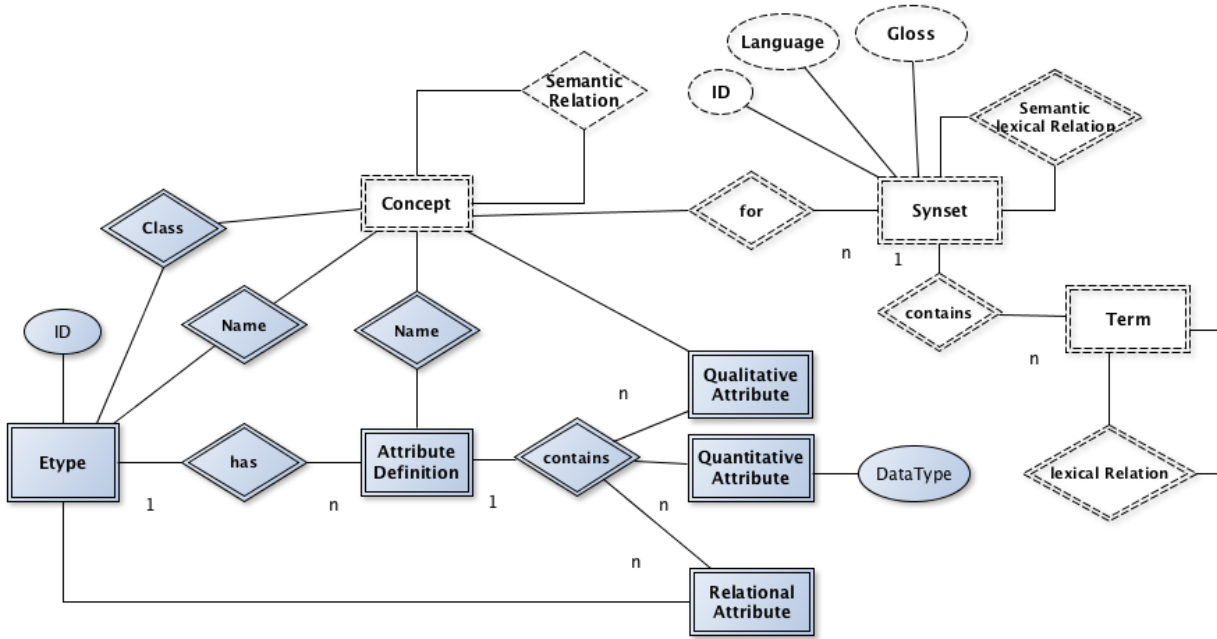 Gloss
Language
Semantic
Relation
ID
Semantic
lexical Relation
Concept
for
Synset
Class
n
1
Name
Name
contains
Term
ID
n
Qualitative
Attribute
n
Etype
has
Attribute
Definition
contains
Quantitative
Attribute
DataType
lexical Relation
1
n
1
n
n
Relational
Attribute